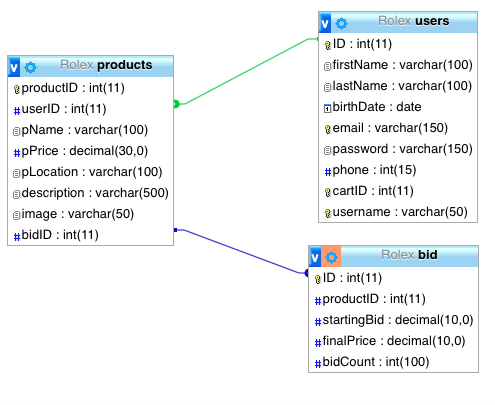 Rolex products
productID : int(11)
userID : int(11)
pName : varchar(100)
pPrice : decimal(30,0)
pLocation : varchar(100)
description : varchar(500)
image : varchar(50)
bidID : int(11)
Rolex users
ID : int(11)
firstName : varchar(100)
lastName : varchar(100)
birthDate : date
email : varchar(150)
password : varchar(150)
phone : int(15)
cartID : int(11)
username : varchar(50)
Rolex bid
ID : int(11)
productID : int(11)
startingBid : decimal(10,0)
finalPrice : decimal(10,0)
bidCount : int(100)